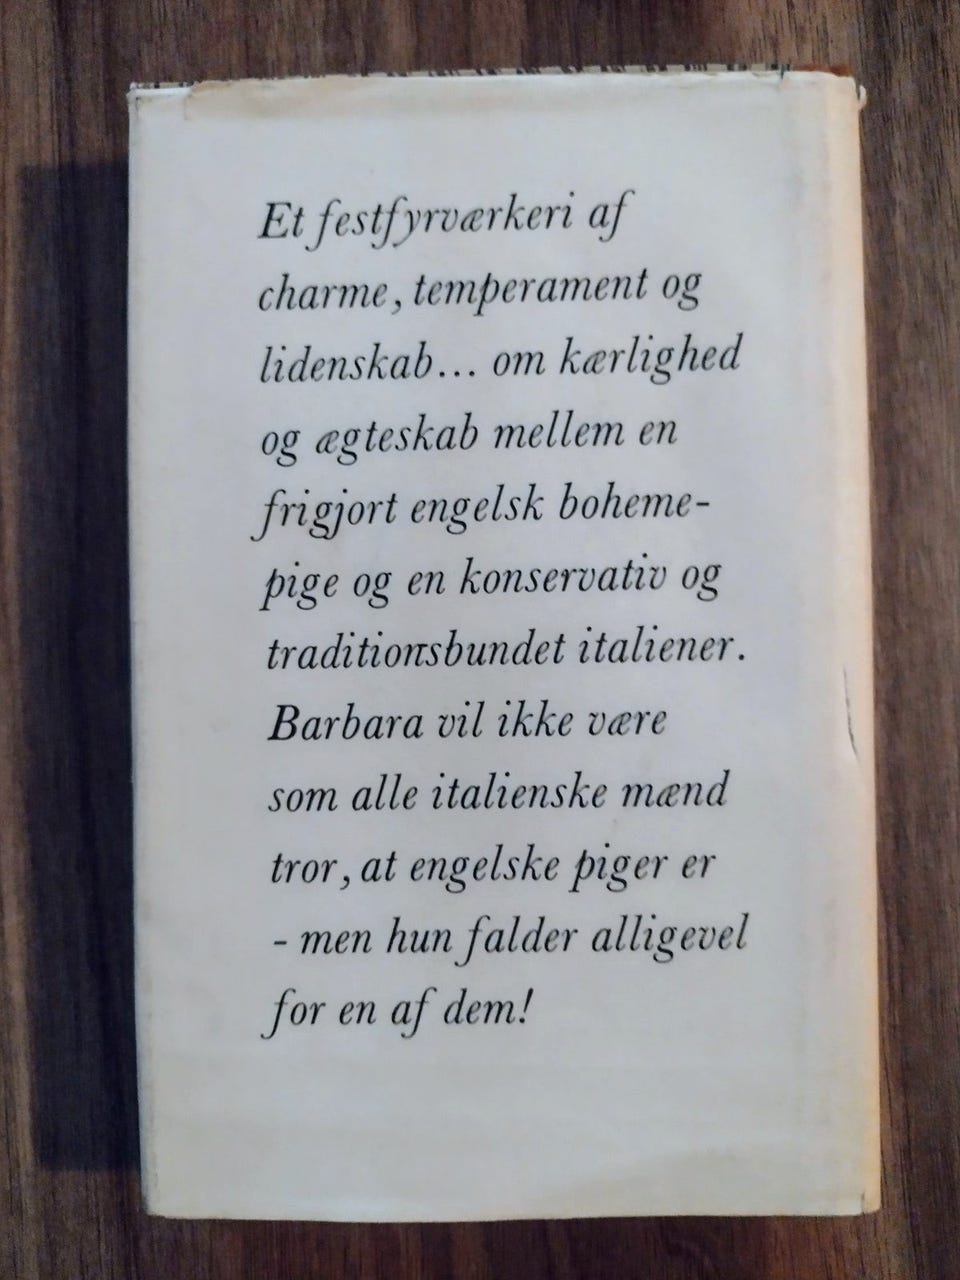 Et festfyrværkeri af
charme, temperament og
lidenskab... om kærlighed
og ægteskab mellem en
frigjort engelsk boheme-
pige og en konservativ og
traditionsbundet italiener.
Barbara vil ikke være
som alle italienske mænd
tror, at engelske piger er
- men hun falder alligevel
for en af dem!